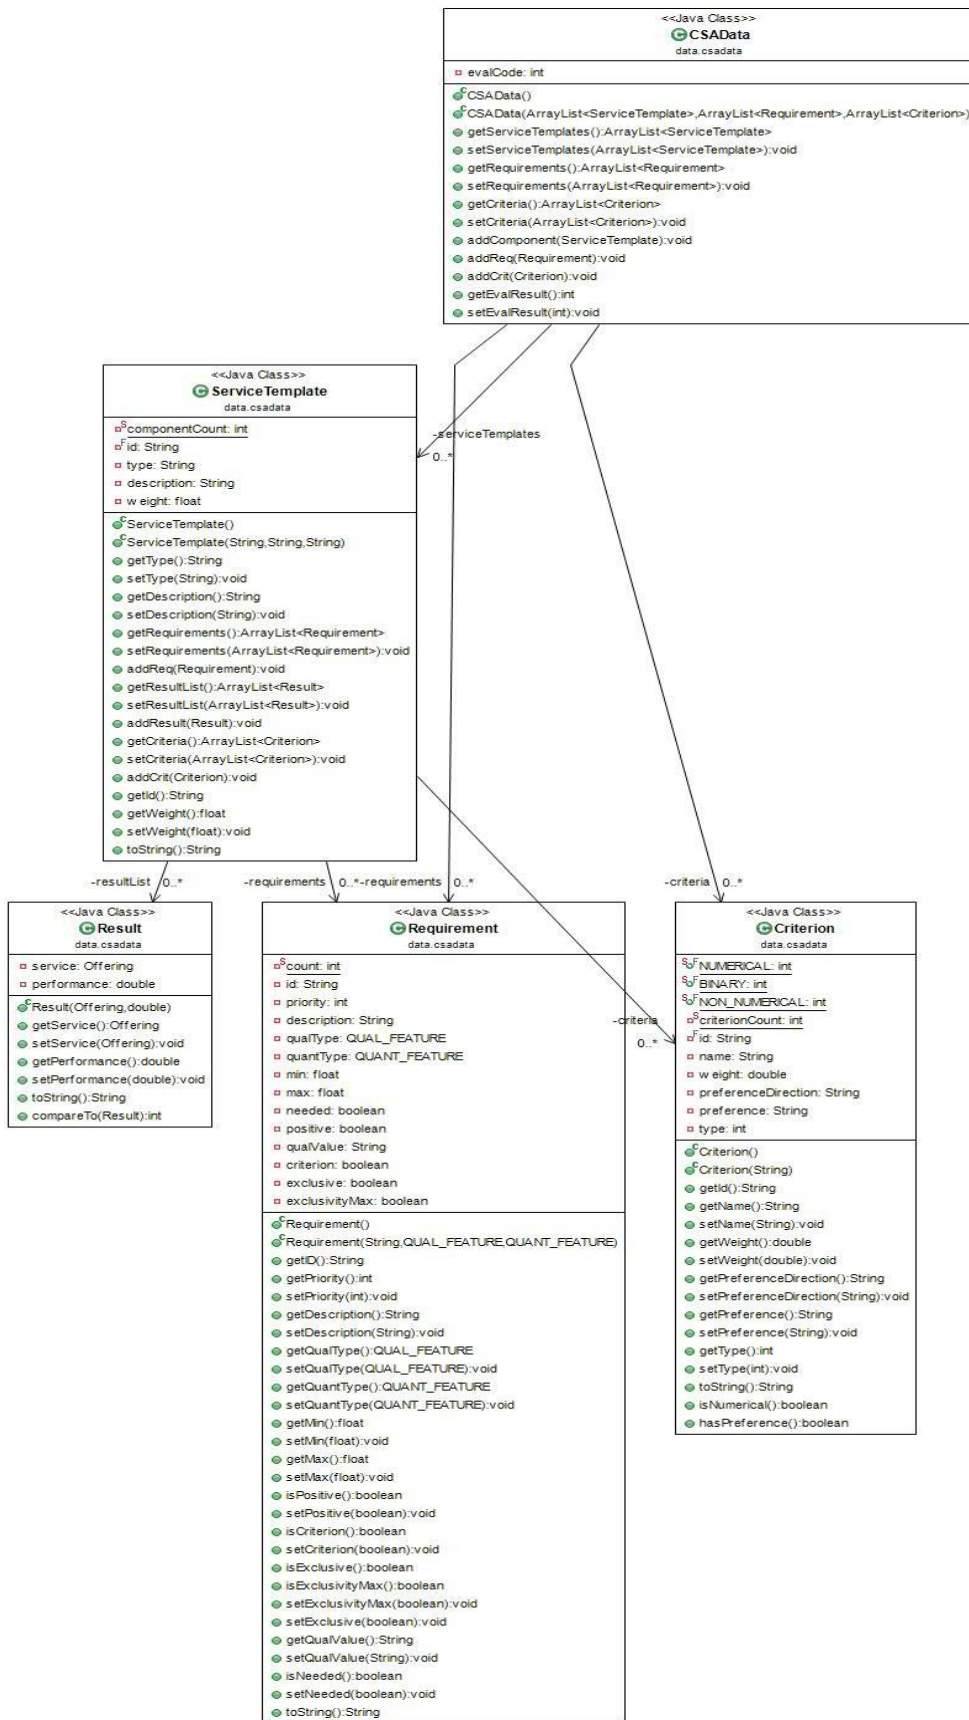 <<Java Class>>
CSAData
data.csadata
evalCode: int
CSAData()
CSAData(ArrayList<ServiceTemplate>,ArrayList<Requirement>,ArrayList<Criterion>)
getServiceTemplates():ArrayList<ServiceTemplate>
setServiceTemplates(ArrayList<ServiceTemplate>):void
getRequirements():ArrayList<Requirement>
setRequirements(ArrayList<Requirement>):void
getCriteria():ArrayList<Criterion>
setCriteria(ArrayList<Criterion>):void
addComponent(ServiceTemplate):void
addReq(Requirement):void
addCrit(Criterion):void
getEvalResult():int
setEvalResult(int):void
<<Java Class>>
ServiceTemplate
data.csadata
componentCount: int
id: String
type: String
description: String
weight: float
ServiceTemplate()
ServiceTemplate(String,String,String)
getType():String
setType(String):void
getDescription():String
setDescription(String):void
getRequirements():ArrayList<Requirement>
setRequirements(ArrayList<Requirement>):void
addReq(Requirement):void
getResultList():ArrayList<Result>
setResultList(ArrayList<Result>):void
addResult(Result):void
getCriteria():ArrayList<Criterion>
setCriteria(ArrayList<Criterion>):void
addCrit(Criterion):void
getId():String
getWeight():float
setWeight(float):void
toString():String
-serviceTemplates
0..*
-resultList 0..*
-requirements 0..*
-requirements 0..*
-criteria 0..*
<<Java Class>>
Result
data.csadata
service: Offering
performance: double
Result(Offering,double)
getService():Offering
setService(Offering):void
getPerformance():double
setPerformance(double):void
toString():String
compareTo(Result):int
<<Java Class>>
Requirement
data.csadata
count: int
id: String
priority: int
description: String
qualType: QUAL_FEATURE
quantType: QUANT_FEATURE
min: float
max: float
needed: boolean
positive: boolean
qualValue: String
criterion: boolean
exclusive: boolean
exclusivityMax: boolean
Requirement()
Requirement(String,QUAL_FEATURE,QUANT_FEATURE)
getID():String
getPriority():int
setPriority(int):void
getDescription():String
setDescription(String):void
getQualType():QUAL_FEATURE
setQualType(QUAL_FEATURE):void
getQuantType():QUANT_FEATURE
setQuantType(QUANT_FEATURE):void
getMin():float
setMin(float):void
getMax():float
setMax(float):void
isPositive():boolean
setPositive(boolean):void
isCriterion():boolean
setCriterion(boolean):void
isExclusive():boolean
isExclusivityMax():boolean
setExclusivityMax(boolean):void
setExclusive(boolean):void
getQualValue():String
setQualValue(String):void
isNeeded():boolean
setNeeded(boolean):void
toString():String
-criteria
0..*
<<Java Class>>
Criterion
data.csadata
NUMERICAL: int
BINARY: int
NON_NUMERICAL: int
criterionCount: int
id: String
name: String
weight: double
preferenceDirection: String
preference: String
type: int
Criterion()
Criterion(String)
getId():String
getName():String
setName(String):void
getWeight():double
setWeight(double):void
getPreferenceDirection():String
setPreferenceDirection(String):void
getPreference():String
setPreference(String):void
getType():int
setType(int):void
toString():String
isNumerical():boolean
hasPreference():boolean